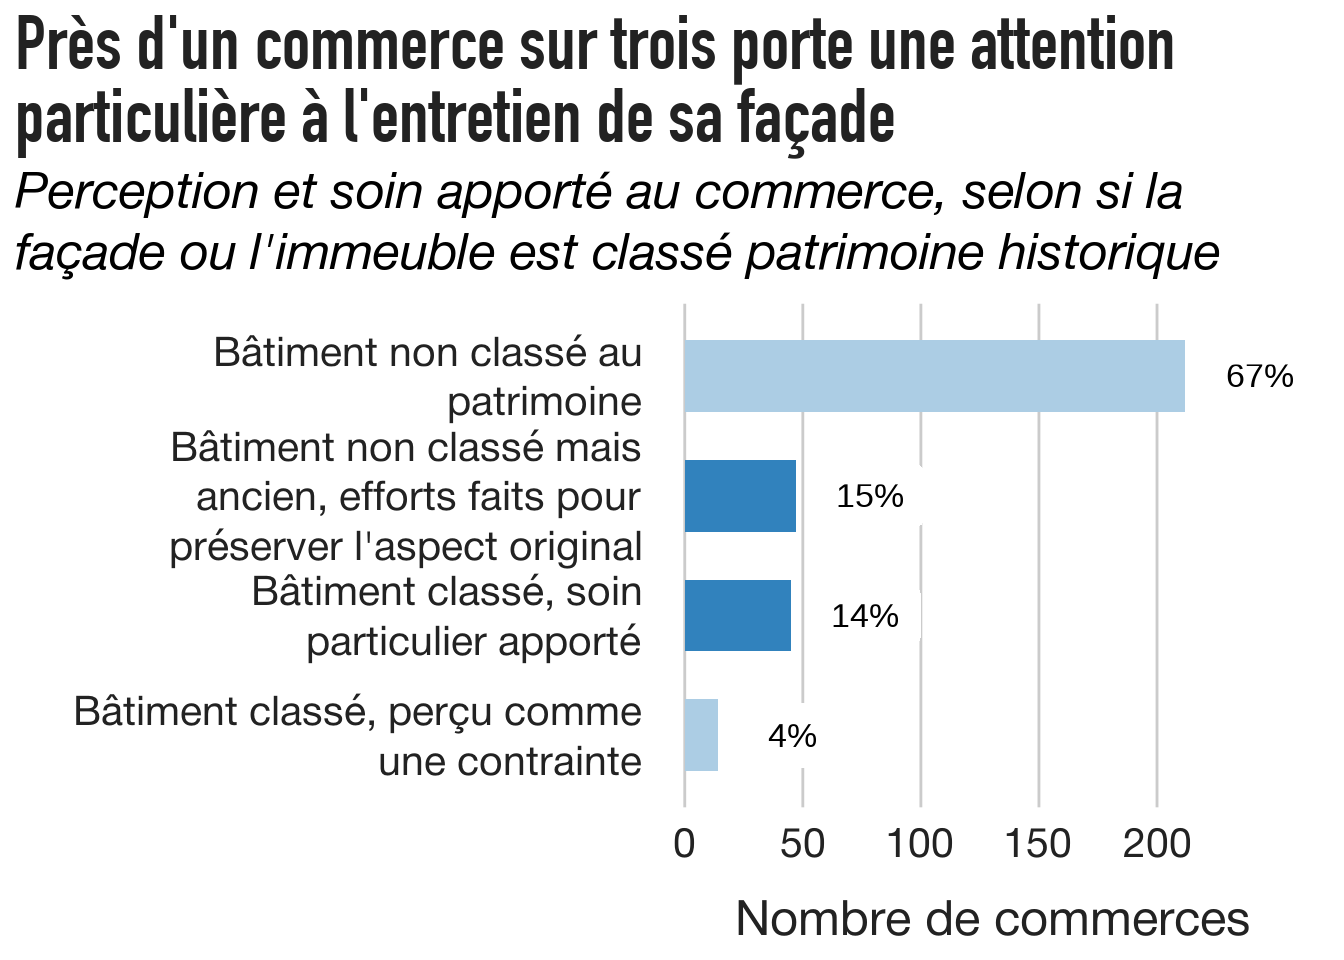 Près d'un commerce sur trois porte une attention
particulière à l'entretien de sa façade
Perception et soin apporté au commerce, selon si la
façade ou l'immeuble est classé patrimoine historique
Bâtiment non classé au
patrimoine
67%
Bâtiment non classé mais
ancien, efforts faits pour
préserver l'aspect original
15%
Bâtiment classé, soin
particulier apporté
14%
Bâtiment classé, perçu comme
une contrainte
4%
0 50 100 150 200
Nombre de commerces